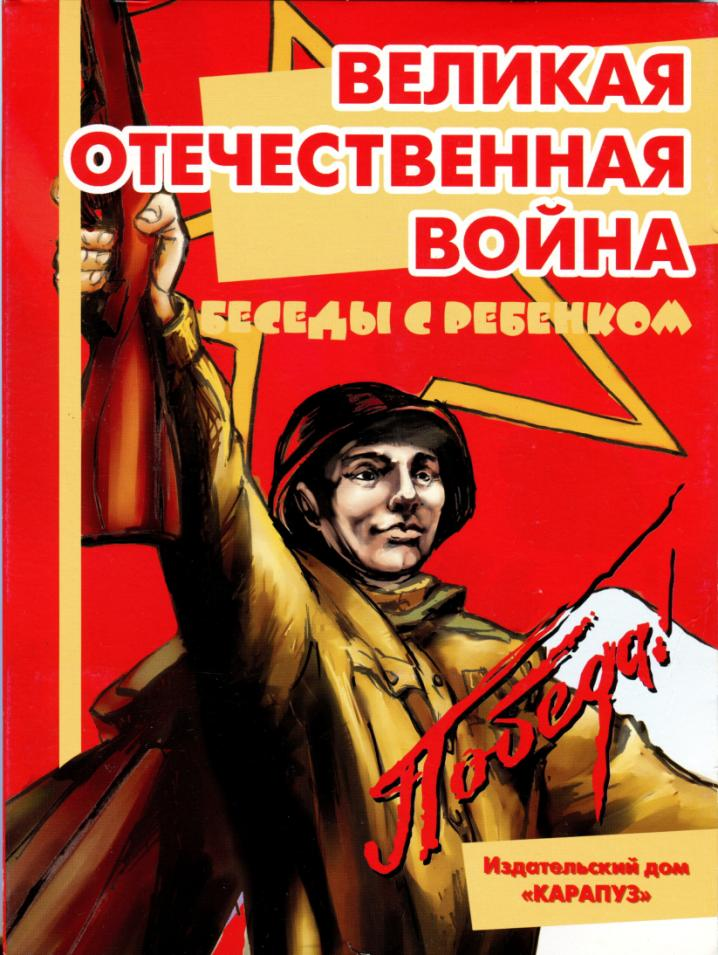 ВЕЛИКАЯ
ОТЕЧЕСТВЕННАЯ
ВОЙНА
БЕСЕДЫ С РЕБЕНКОМ
Победа!
Издательский дом
«КАРАПУЗ»